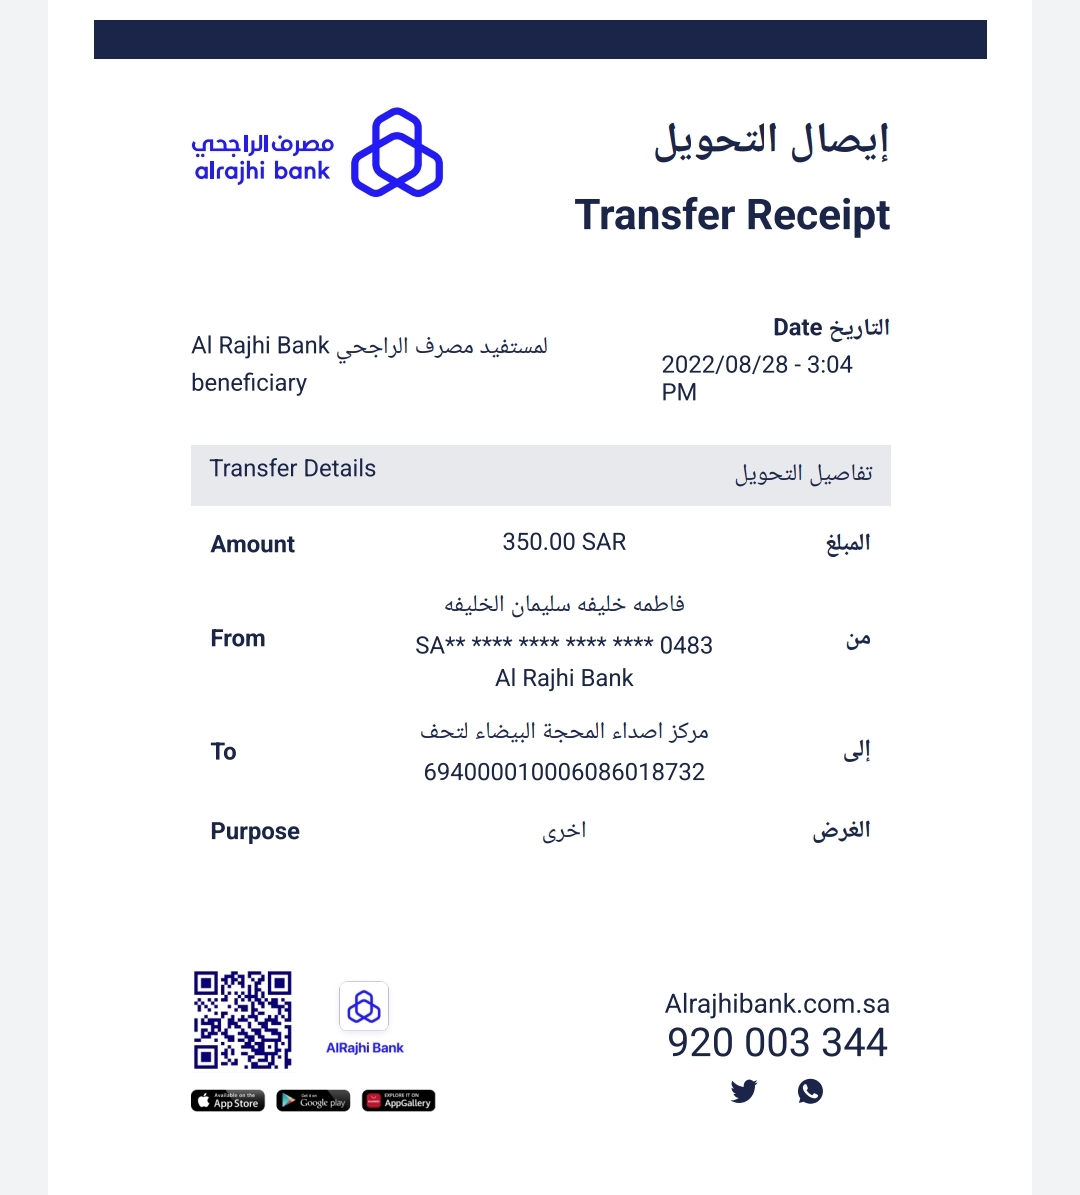 مصرف الراجحي
alrajhi bank
إيصال التحويل
Transfer Receipt
التاريخ Date
2022/08/28 - 3:04
PM
لمستفيد مصرف الراجحي Al Rajhi Bank
beneficiary
Transfer Details تفاصيل التحويل
Amount 350.00 SAR المبلغ
فاطمه خليفه سليمان الخليفه
From SA** **** **** **** **** 0483 من
Al Rajhi Bank
مركز اصداء المحجة البيضاء لتحف
To 694000010006086018732 إلى
Purpose اخرى الغرض
AlRajhi Bank
Available on the
App Store
Get it on
Google play
EXPLORE IT ON
AppGallery
Alrajhibank.com.sa
920 003 344